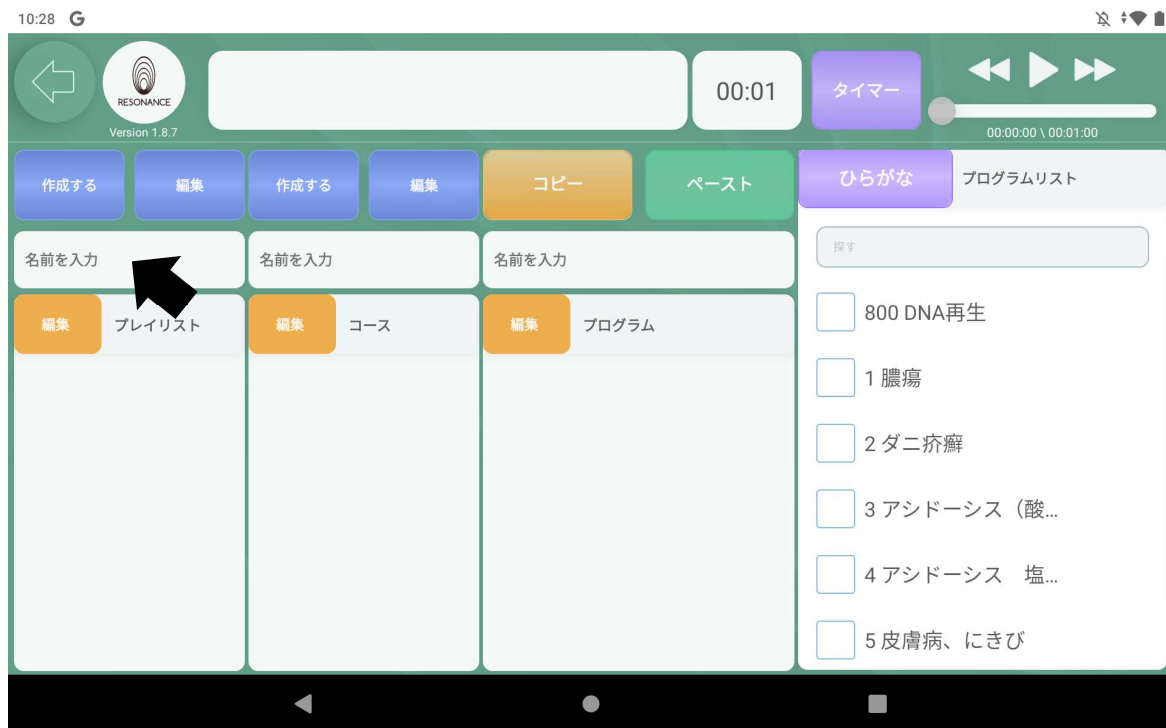 10:28 G
RESONANCE
Version 1.8.7
00:01
タイマー
00:00:00 \ 00:01:00
作成する 編集 作成する 編集 コピー ペースト ひらがな プログラムリスト
名前を入力 名前を入力 名前を入力 探す
編集 プレイリスト 編集 コース 編集 プログラム
800 DNA再生
1 膿瘍
2 ダニ疥癬
3 アシドーシス（酸...
4 アシドーシス　塩...
5 皮膚病、にきび